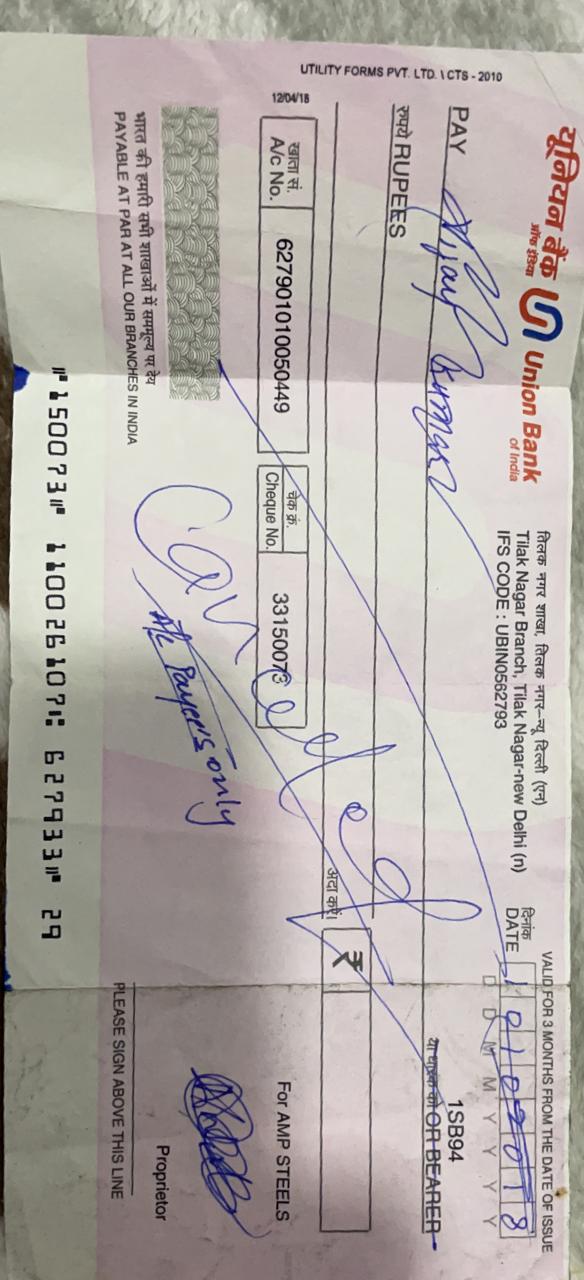 यूनियन बैंक Union Bank
ऑफ इंडिया of India
तिलक नगर शाखा, तिलक नगर–न्यू दिल्ली (एन)
Tilak Nagar Branch, Tilak Nagar-new Delhi (n)
IFS CODE : UBIN0562793
VALID FOR 3 MONTHS FROM THE DATE OF ISSUE
दिनांक
DATE
D D M M Y Y Y Y
PAY Vijay Kumar
1SB94
या धारक को OR BEARER
रुपये RUPEES
अदा करें।
₹
12/04/18
खाता सं.
A/c No.
627901010050449
चेक क्रं.
Cheque No.
33150073
Cancelled
For AMP STEELS
A/c Payer's only
Proprietor
भारत की हमारी सभी शाखाओं में सममूल्य पर देय
PAYABLE AT PAR AT ALL OUR BRANCHES IN INDIA
PLEASE SIGN ABOVE THIS LINE
⑈150073⑈ 110026107⑆ 627933⑈ 29
UTILITY FORMS PVT. LTD. \ CTS - 2010